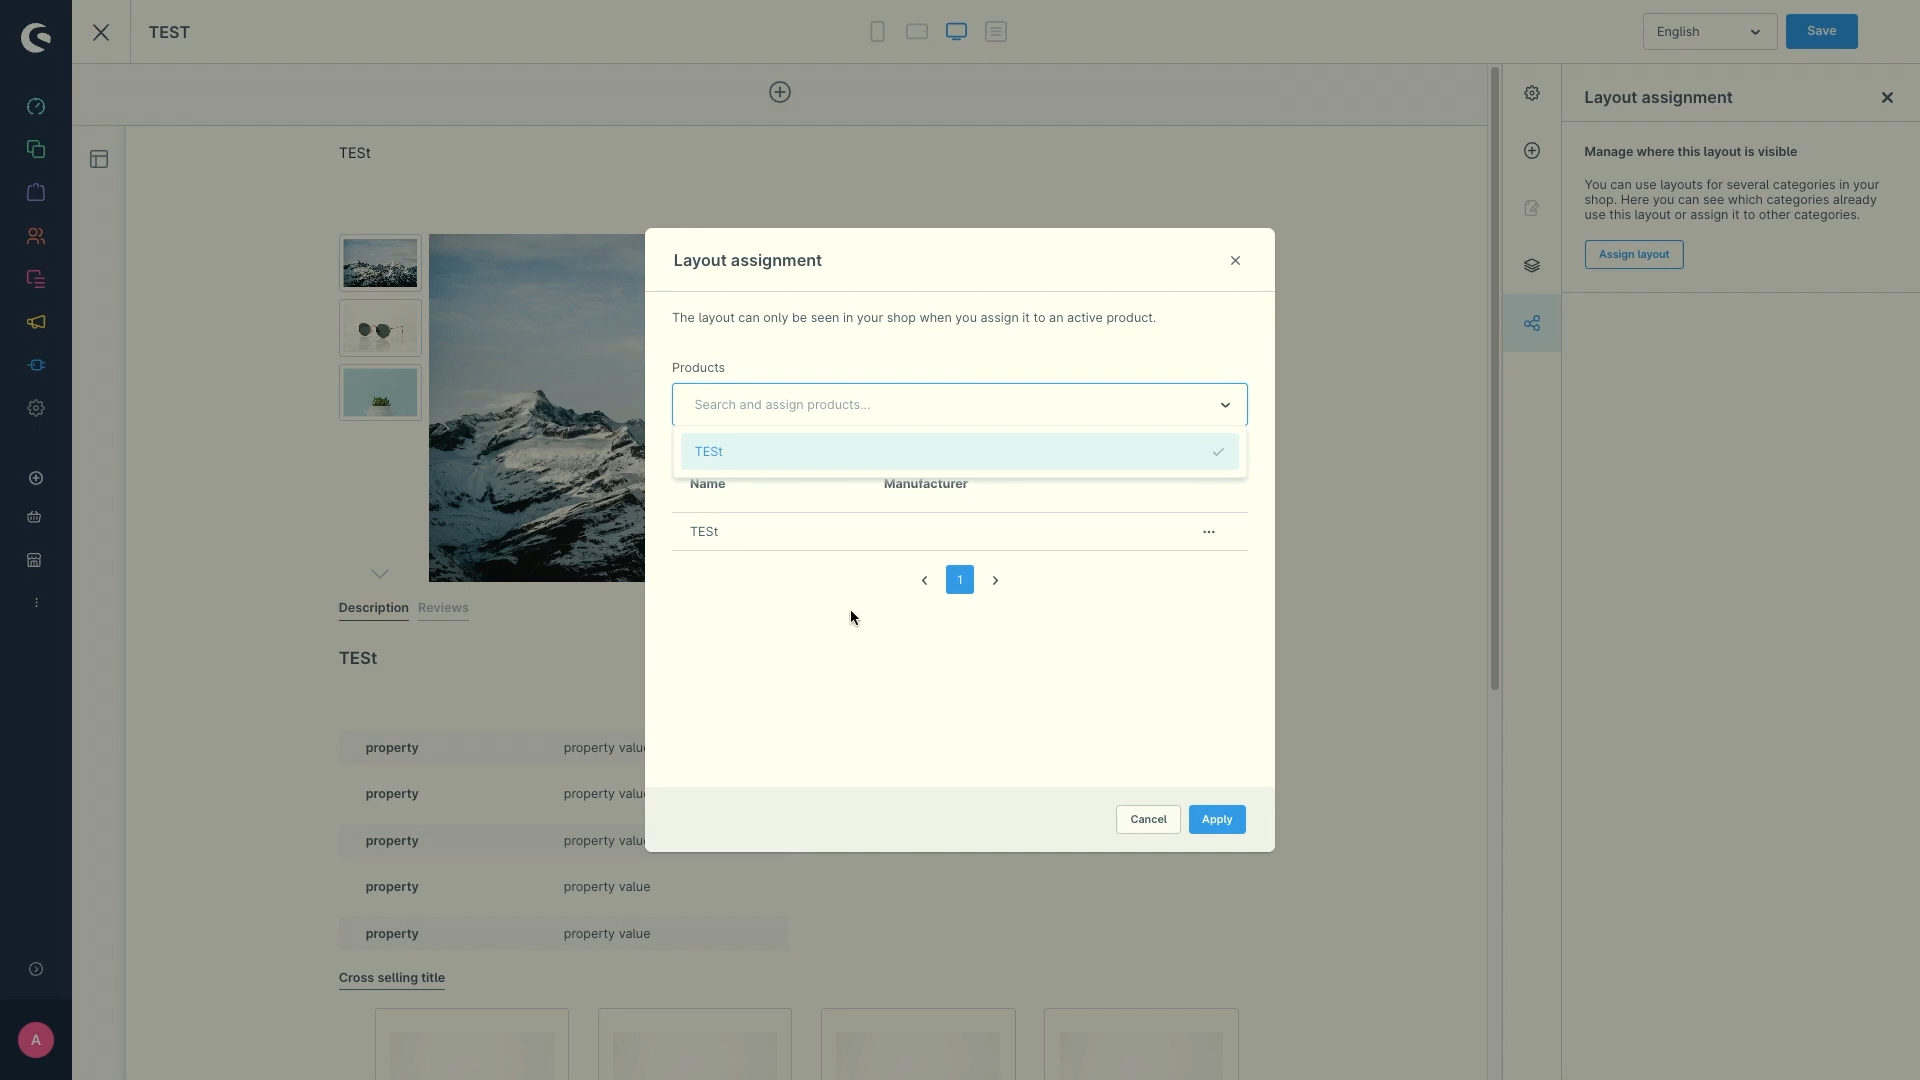 TEST
English
Save
TESt
Description
Reviews
TESt
property
property value
property
property value
property
property value
property
property value
property
property value
Cross selling title
Layout assignment
The layout can only be seen in your shop when you assign it to an active product.
Products
Search and assign products...
TESt
Name
Manufacturer
TESt
1
Cancel
Apply
Layout assignment
Manage where this layout is visible
You can use layouts for several categories in your
shop. Here you can see which categories already
use this layout or assign it to other categories.
Assign layout
A